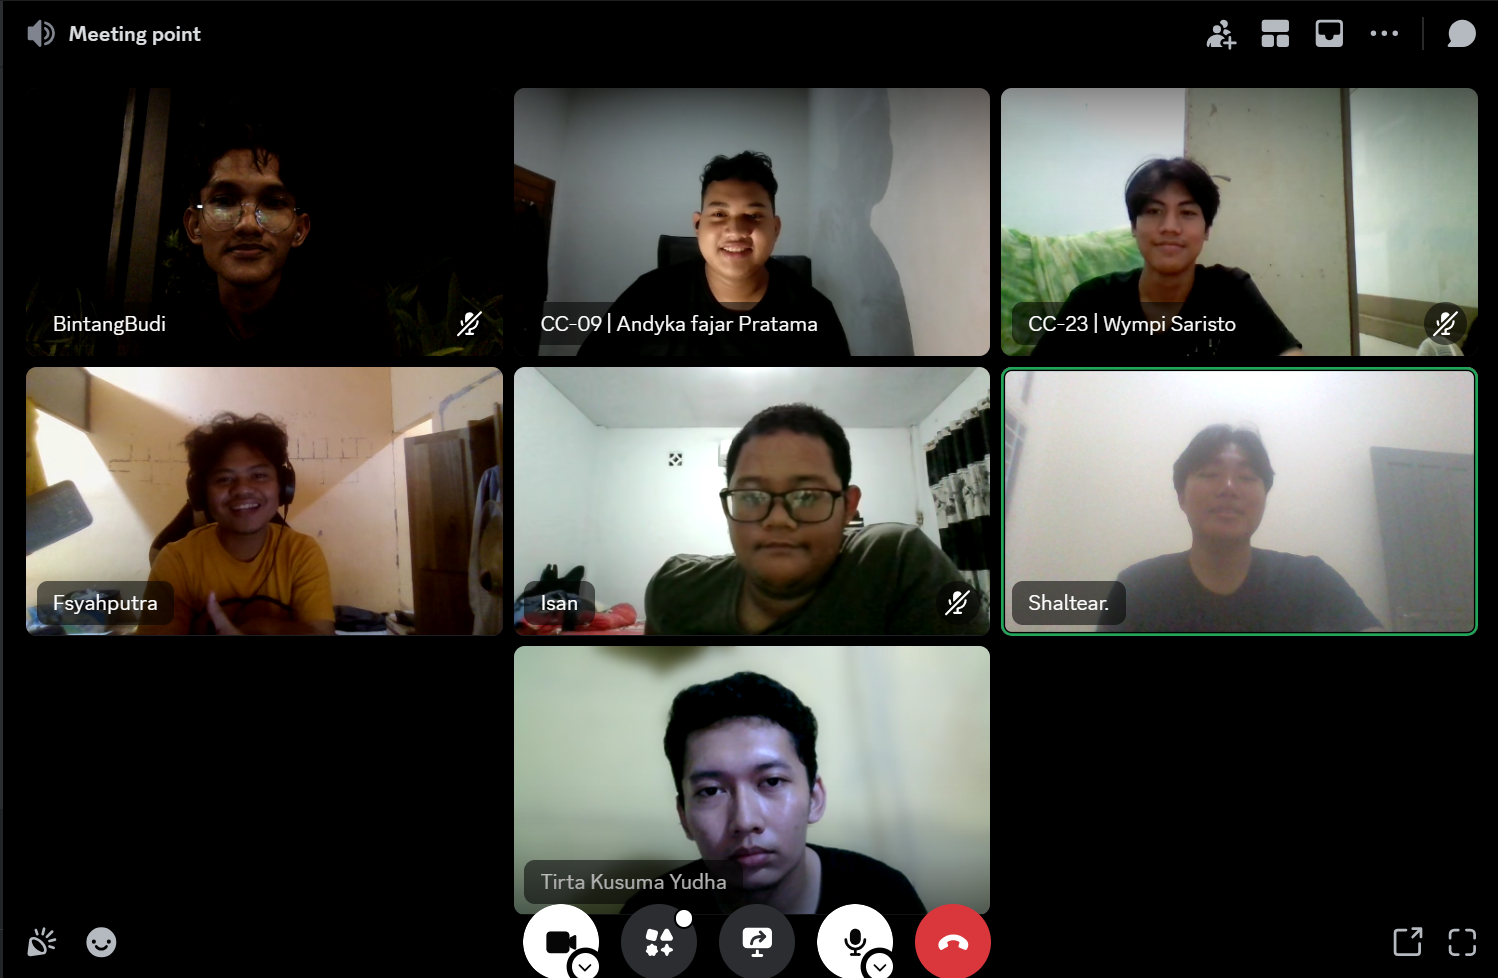 Meeting point
BintangBudi
CC-09 | Andyka fajar Pratama
CC-23 | Wympi Saristo
Fsyahputra
Isan
Shaltear.
Tirta Kusuma Yudha